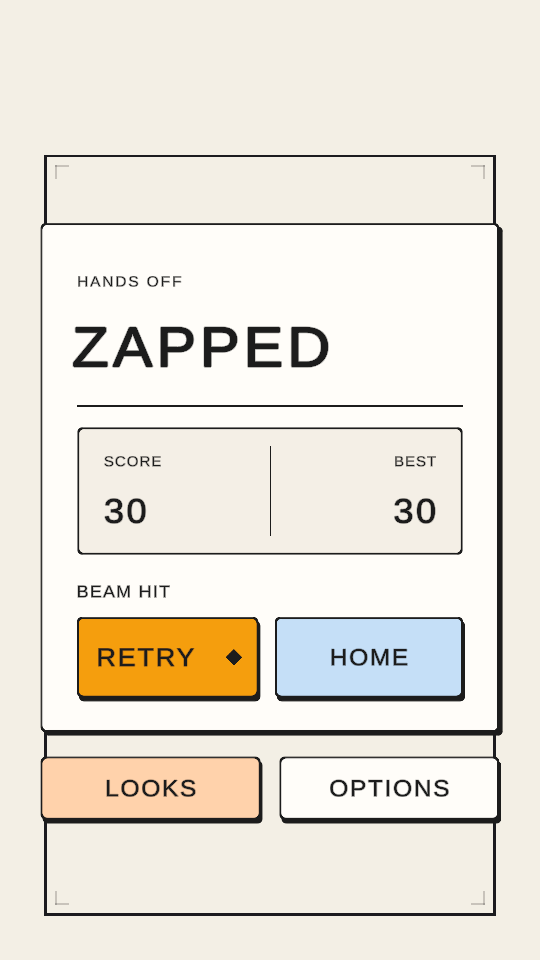 HANDS OFF
ZAPPED
SCORE BEST
30 30
BEAM HIT
RETRY HOME
LOOKS OPTIONS